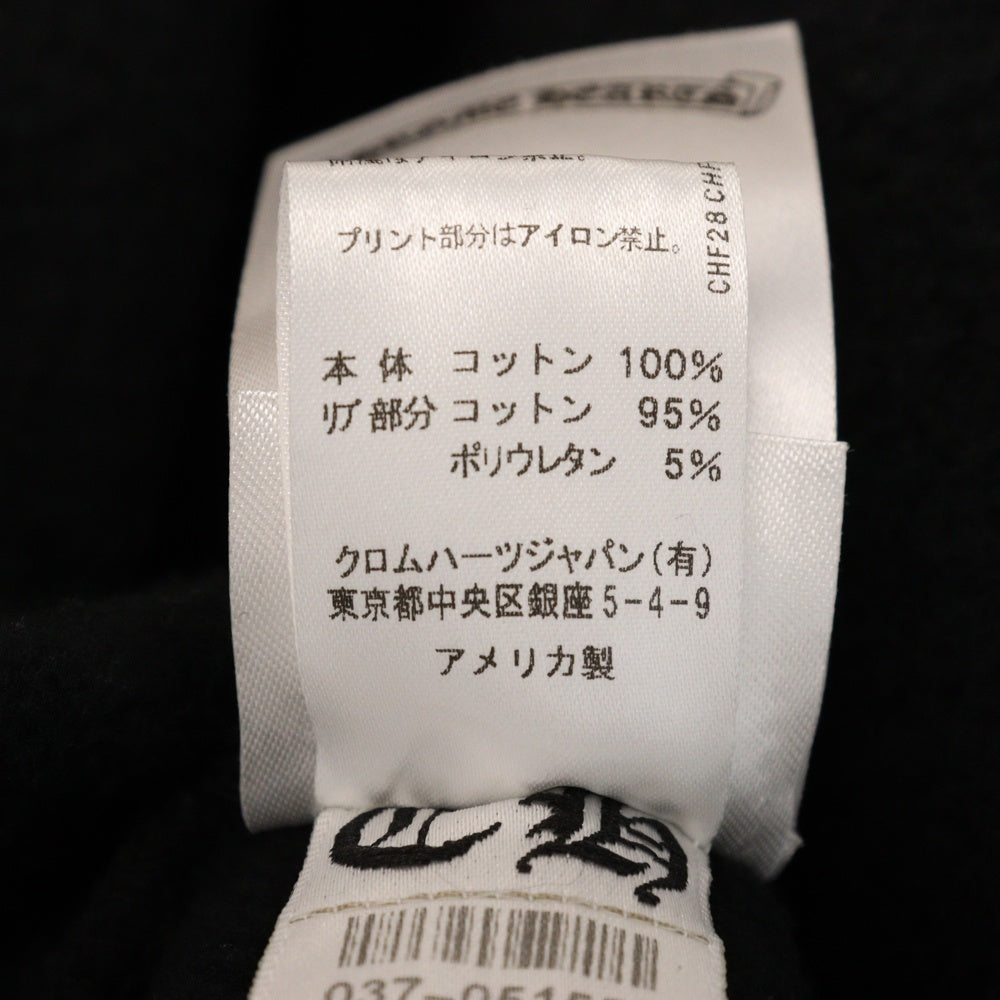 HEARTS
プリント部分はアイロン禁止。
CHF28
本体 コットン 100%
リブ部分 コットン 95%
ポリウレタン 5%
クロムハーツジャパン(有)
東京都中央区銀座5-4-9
アメリカ製
CH